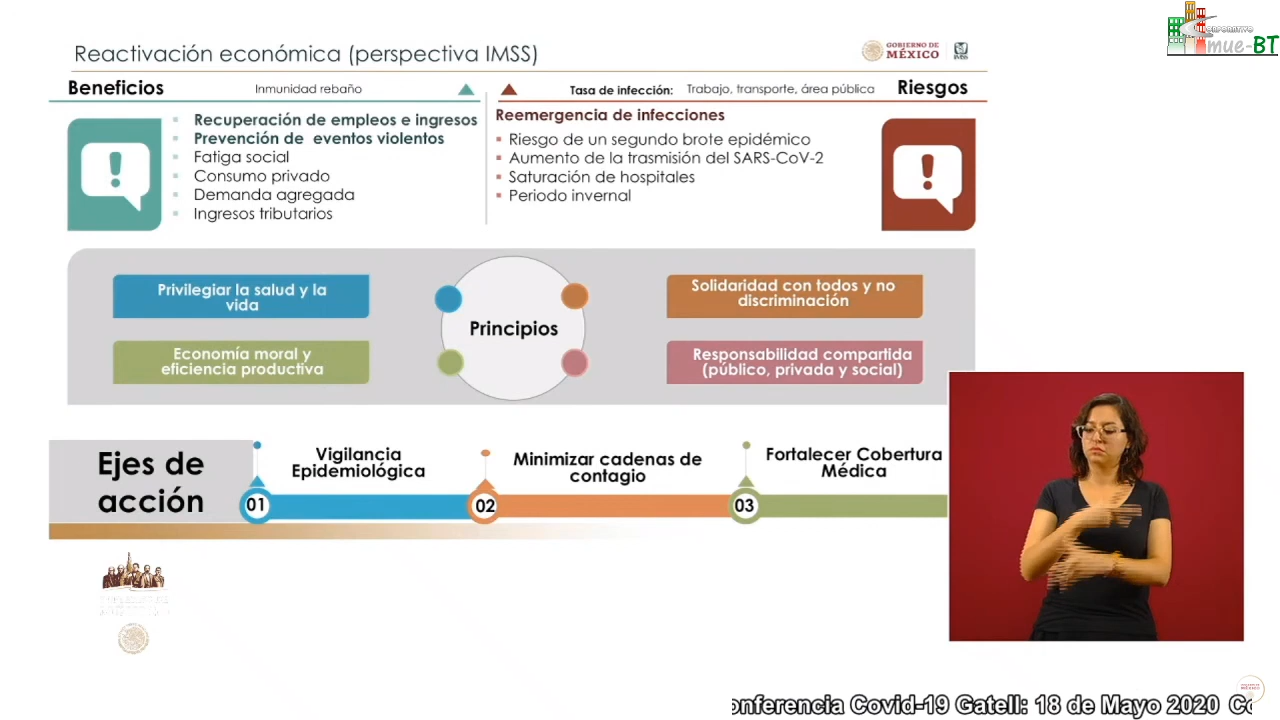 CORPORATIVO
mue-BT
Reactivación económica (perspectiva IMSS)
GOBIERNO DE
MÉXICO
IMSS
Beneficios
Inmunidad rebaño
Tasa de infección: Trabajo, transporte, área pública
Riesgos
Recuperación de empleos e ingresos
Prevención de eventos violentos
Fatiga social
Consumo privado
Demanda agregada
Ingresos tributarios
Reemergencia de infecciones
Riesgo de un segundo brote epidémico
Aumento de la trasmisión del SARS-CoV-2
Saturación de hospitales
Periodo invernal
Privilegiar la salud y la
vida
Economía moral y
eficiencia productiva
Principios
Solidaridad con todos y no
discriminación
Responsabilidad compartida
(público, privada y social)
Ejes de
acción
01
Vigilancia
Epidemiológica
02
Minimizar cadenas de
contagio
03
Fortalecer Cobertura
Médica
onferencia Covid-19 Gatell: 18 de Mayo 2020 Co